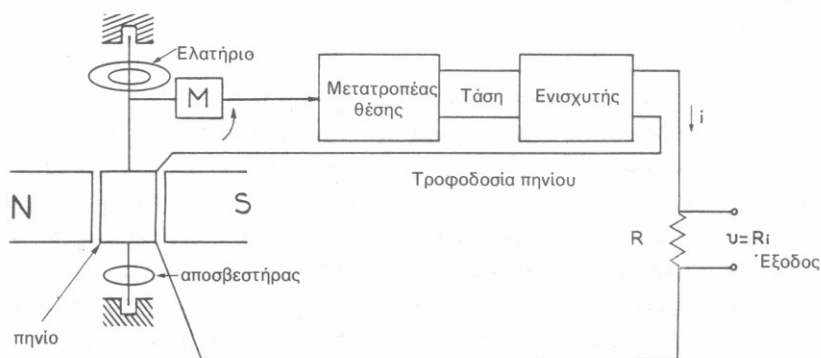 Ελατήριο
M
Μετατροπέας
θέσης
Τάση
Ενισχυτής
i
Τροφοδοσία πηνίου
N
S
R
υ=Ri
Έξοδος
αποσβεστήρας
πηνίο